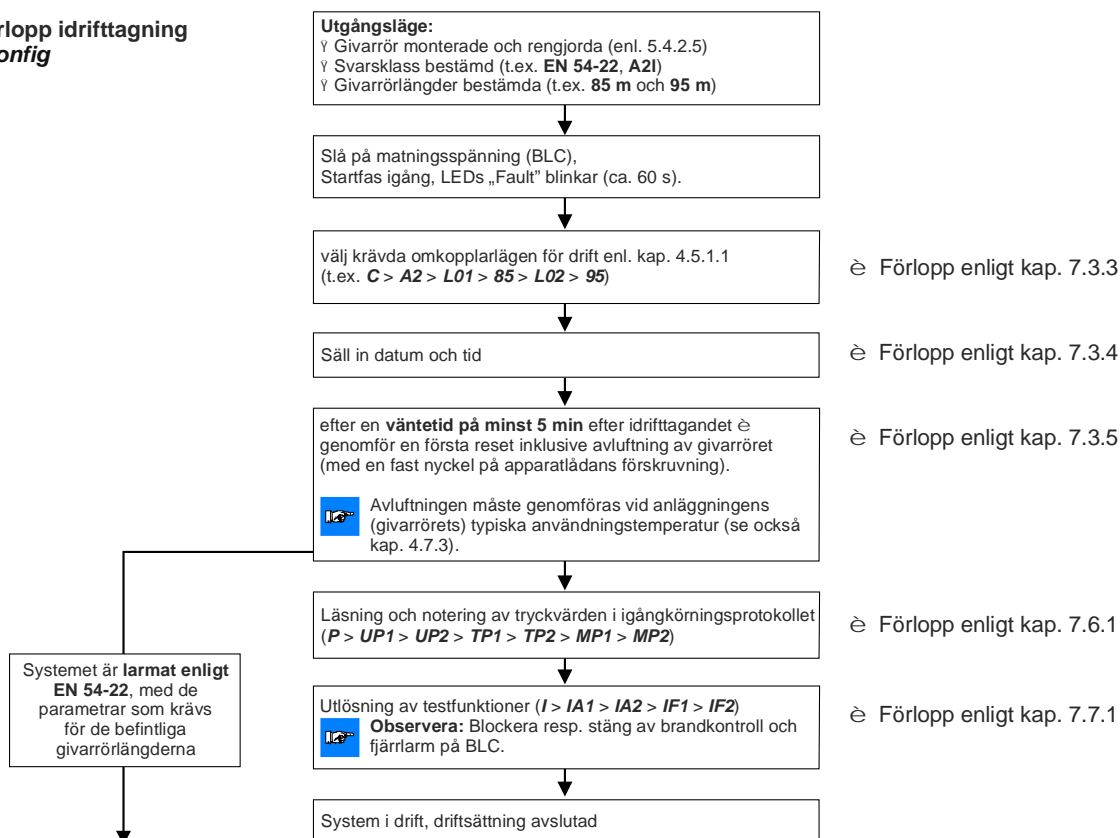 rlopp idrifttagning
onfig
Utgångsläge:
Ÿ Givarrör monterade och rengjorda (enl. 5.4.2.5)
Ÿ Svarsklass bestämd (t.ex. EN 54-22, A2I)
Ÿ Givarrörlängder bestämda (t.ex. 85 m och 95 m)
Slå på matningsspänning (BLC),
Startfas igång, LEDs „Fault” blinkar (ca. 60 s).
välj krävda omkopplarlägen för drift enl. kap. 4.5.1.1
(t.ex. C > A2 > L01 > 85 > L02 > 95)
è Förlopp enligt kap. 7.3.3
Säll in datum och tid
è Förlopp enligt kap. 7.3.4
efter en väntetid på minst 5 min efter idrifttagandet è
genomför en första reset inklusive avluftning av givarröret
(med en fast nyckel på apparatlådans förskruvning).
è Förlopp enligt kap. 7.3.5
Avluftningen måste genomföras vid anläggningens
(givarrörets) typiska användningstemperatur (se också
kap. 4.7.3).
Läsning och notering av tryckvärden i igångkörningsprotokollet
(P > UP1 > UP2 > TP1 > TP2 > MP1 > MP2)
è Förlopp enligt kap. 7.6.1
Systemet är larmat enligt
EN 54-22, med de
parametrar som krävs
för de befintliga
givarrörlängderna
Utlösning av testfunktioner (I > IA1 > IA2 > IF1 > IF2)
Observera: Blockera resp. stäng av brandkontroll och
fjärrlarm på BLC.
è Förlopp enligt kap. 7.7.1
System i drift, driftsättning avslutad